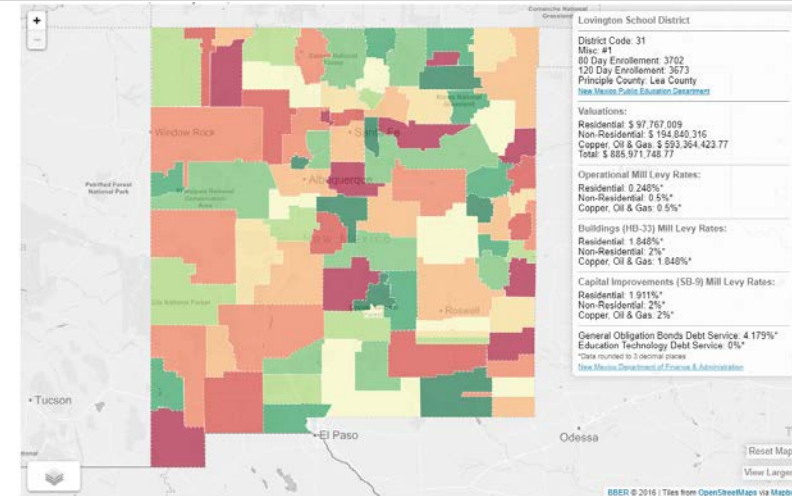 Comanche National
Grassland
+
-
Lovington School District
District Code: 31
Misc: #1
80 Day Enrollement: 3702
120 Day Enrollement: 3673
Principle County: Lea County
New Mexico Public Education Department
Valuations:
Residential: $ 97,767,009
Non-Residential: $ 194,840,316
Copper, Oil & Gas: $ 593,364,423.77
Total: $ 885,971,748.77
Operational Mill Levy Rates:
Residential: 0.248%*
Non-Residential: 0.5%*
Copper, Oil & Gas: 0.5%*
Buildings (HB-33) Mill Levy Rates:
Residential: 1.848%*
Non-Residential: 2%*
Copper, Oil & Gas: 1.848%*
Capital Improvements (SB-9) Mill Levy Rates:
Residential: 1.911%*
Non-Residential: 2%*
Copper, Oil & Gas: 2%*
General Obligation Bonds Debt Service: 4.179%*
Education Technology Debt Service: 0%*
*Data rounded to 3 decimal places
New Mexico Department of Finance & Administration
Window Rock
Santa Fe
Petrified Forest
National Park
Albuquerque
NEW MEXICO
Roswell
Tucson
El Paso
Odessa
Reset Map
View Larger
BBER © 2016 | Tiles from OpenStreetMaps via Mapb